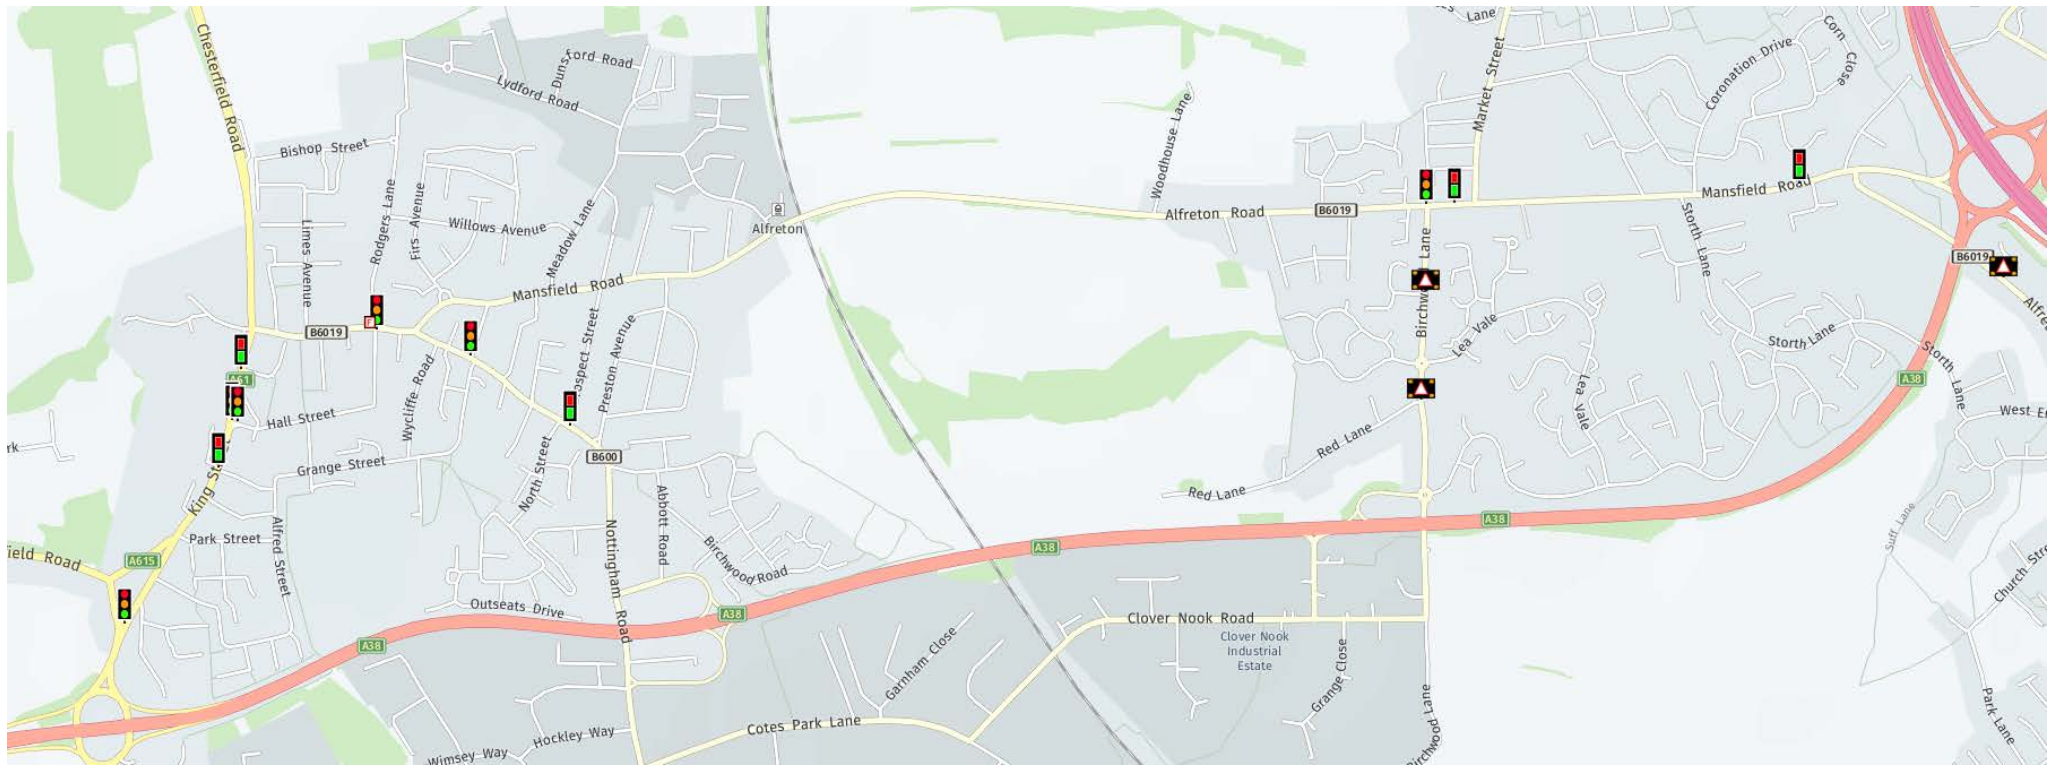 Lane
Chesterfield Road
Market Street
Corn Close
Coronation Drive
Dunsford Road
Lydford Road
Bishop Street
Woodhouse Lane
Rodgers Lane
Firs Avenue
Limes Avenue
Willows Avenue
Meadow Lane
Alfreton
Mansfield Road
Alfreton Road
B6019
Mansfield Road
Storth Lane
B6019
B6019
Birchwood Lane
Lea Vale
Storth Lane
Storth Lane
A38
Preston Avenue
A61
Wycliffe Road
Hall Street
Grange Street
King
North Street
B600
Lea Vale
Red Lane
Red Lane
West
Suff Lane
Alfred Street
Park Street
Abbott Road
Nottingham Road
Birchwood Road
A615
field Road
A38
A38
Outseats Drive
A38
A38
Clover Nook Road
Clover Nook
Industrial
Estate
Church
Garnham Close
Grange Close
Birchwood Lane
Park Lane
Cotes Park Lane
Hockley Way
Wimsey Way